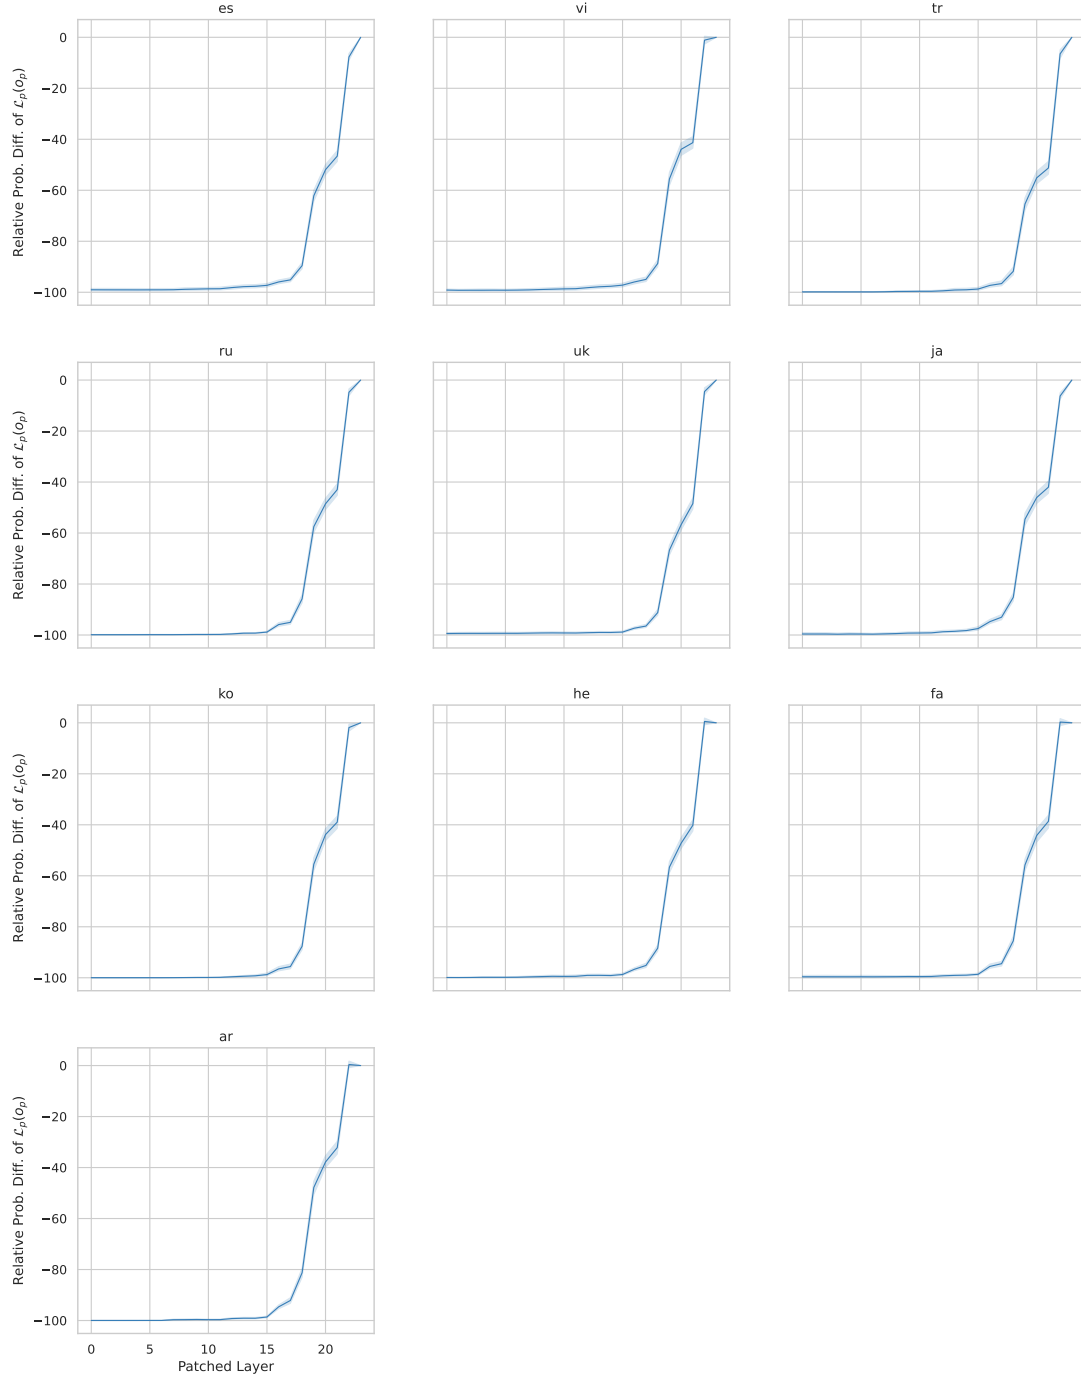 es
vi
tr
0
−20
−40
−60
−80
−100
Relative Prob. Diff. of ℒₚ(oₚ)
ru
uk
ja
0
−20
−40
−60
−80
−100
Relative Prob. Diff. of ℒₚ(oₚ)
ko
he
fa
0
−20
−40
−60
−80
−100
Relative Prob. Diff. of ℒₚ(oₚ)
ar
0
−20
−40
−60
−80
−100
Relative Prob. Diff. of ℒₚ(oₚ)
0 5 10 15 20
Patched Layer